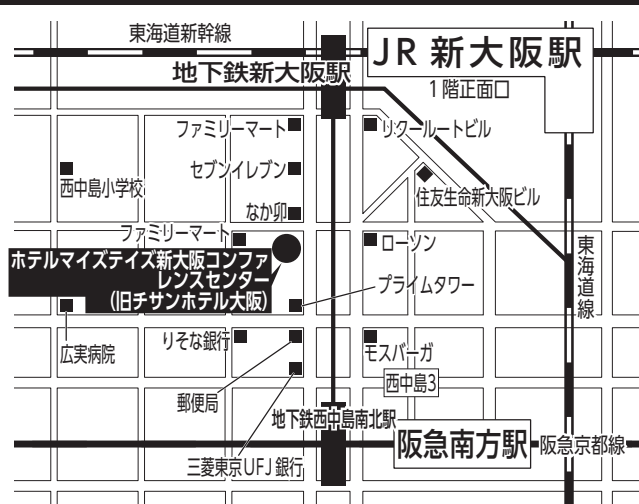 東海道新幹線
JR 新大阪駅
地下鉄新大阪駅
1階正面口
ファミリーマート
リクルートビル
セブンイレブン
西中島小学校
住友生命新大阪ビル
なか卯
ファミリーマート
ローソン
東海道線
ホテルマイズテイズ新大阪コンファ
レンスセンター
(旧チサンホテル大阪)
プライムタワー
広実病院
りそな銀行
モスバーガ
西中島3
郵便局
地下鉄西中島南北駅
阪急南方駅
阪急京都線
三菱東京UFJ銀行